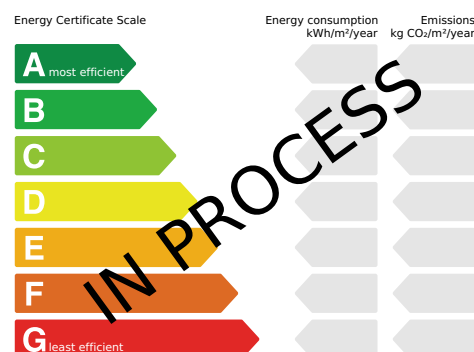 Energy Certificate Scale
Energy consumption
kWh/m²/year
Emissions
kg CO₂/m²/year
A most efficient
B
C
D
E
F
G least efficient
IN PROCESS